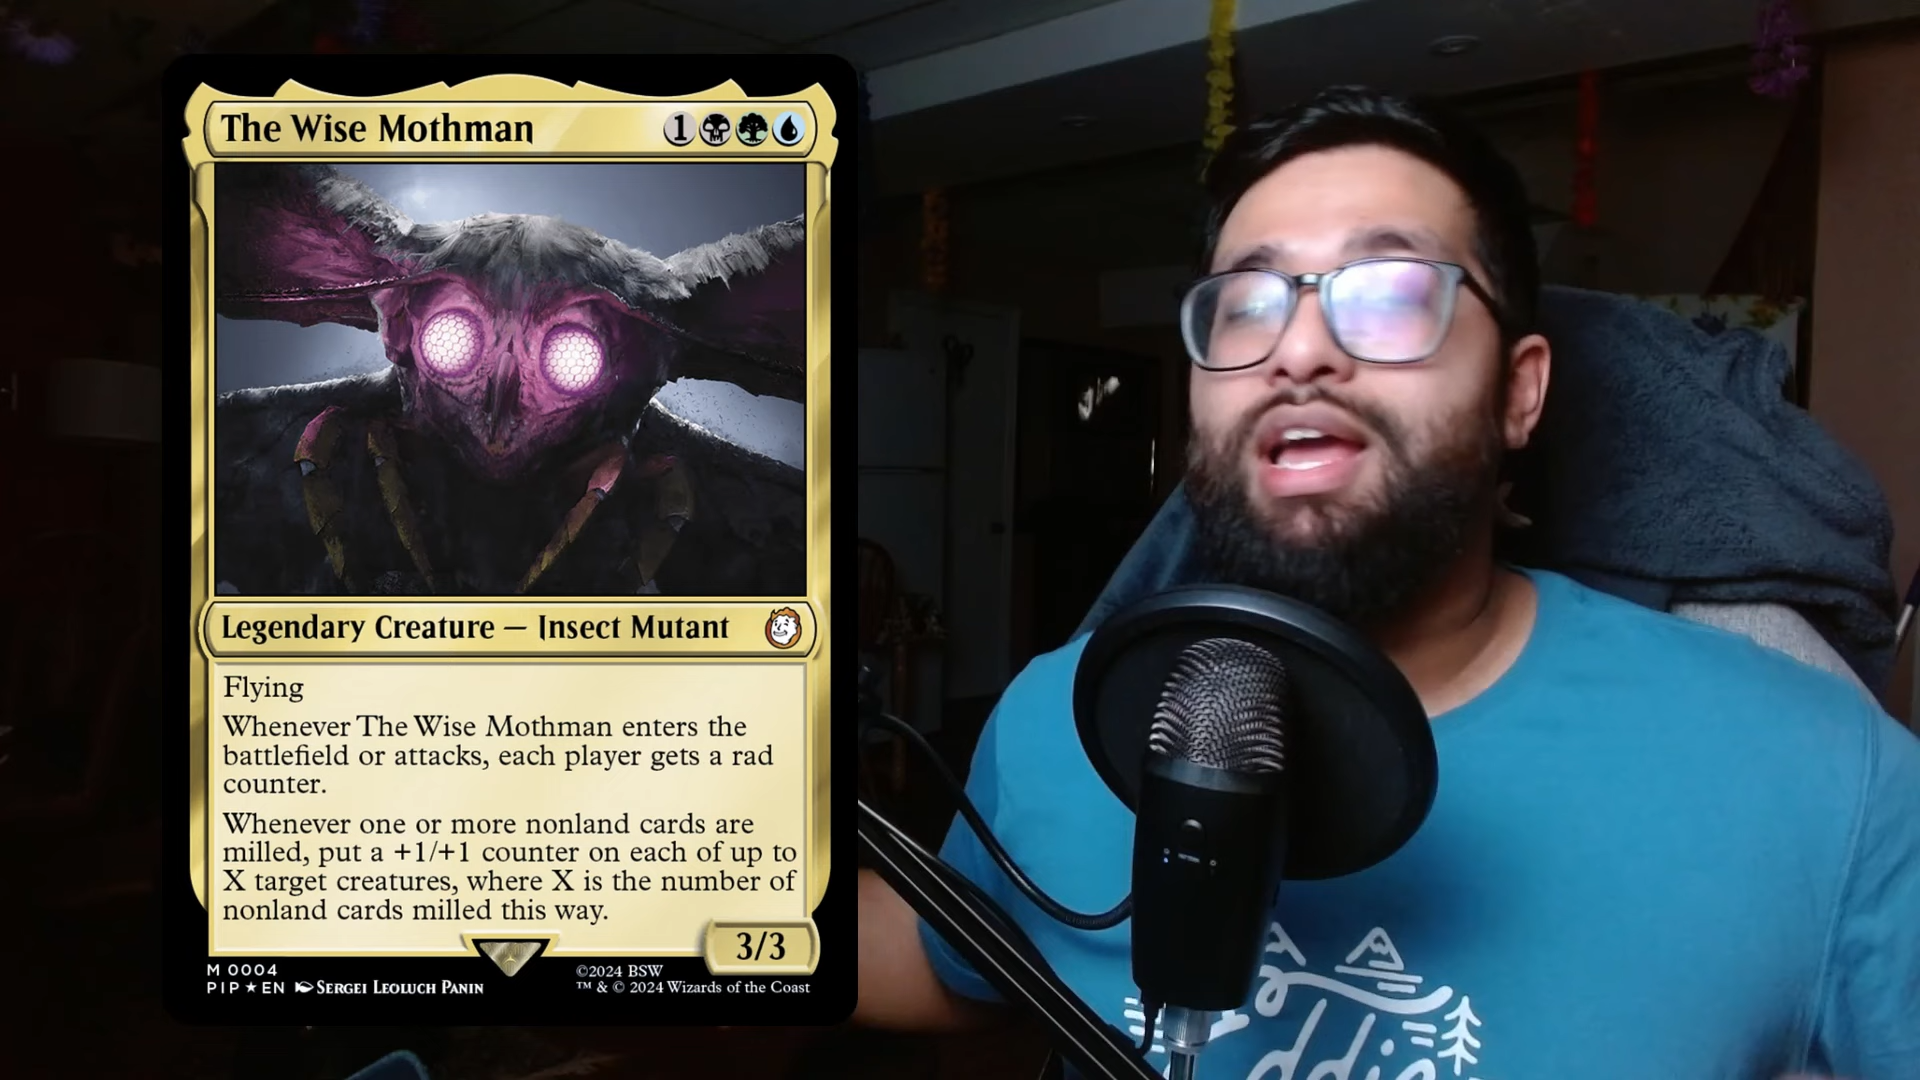 The Wise Mothman
1
Legendary Creature — Insect Mutant
Flying
Whenever The Wise Mothman enters the
battlefield or attacks, each player gets a rad
counter.
Whenever one or more nonland cards are
milled, put a +1/+1 counter on each of up to
X target creatures, where X is the number of
nonland cards milled this way.
3/3
M 0004
PIP ★ EN Sergei Leoluch Panin
©2024 BSW
™ & © 2024 Wizards of the Coast